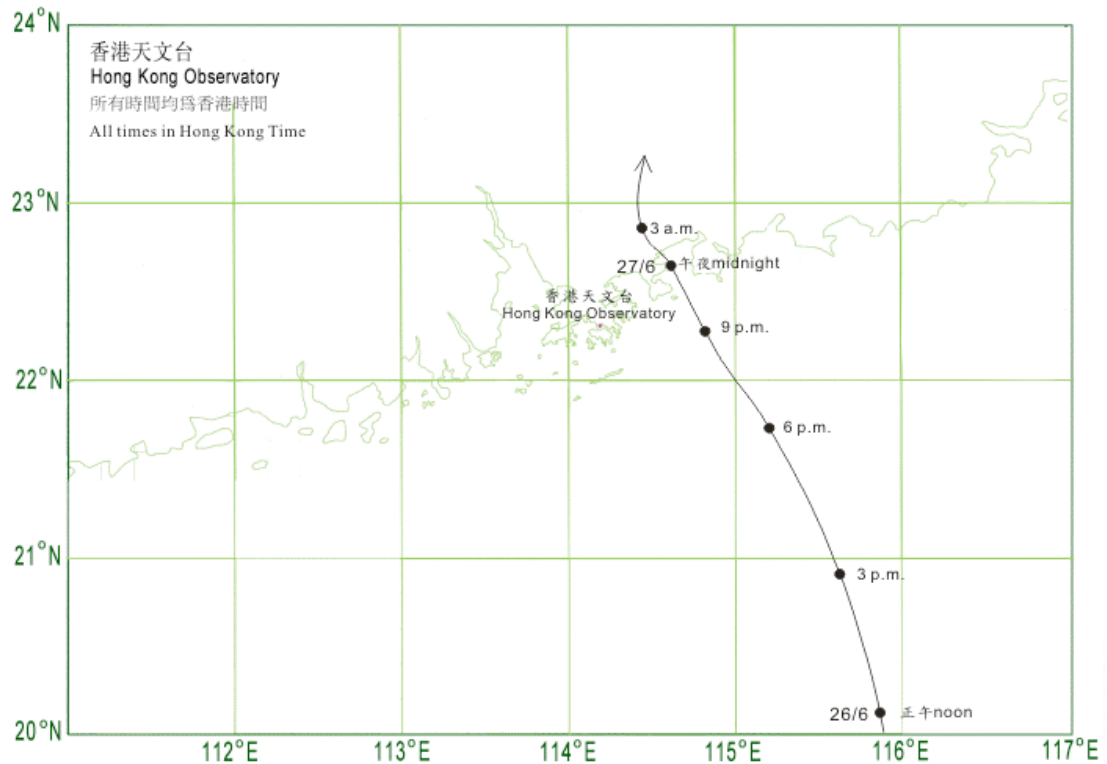 24°N
香港天文台
Hong Kong Observatory
所有時間均爲香港時間
All times in Hong Kong Time
23°N
3 a.m.
27/6 午夜midnight
香港天文台
Hong Kong Observatory
9 p.m.
22°N
6 p.m.
21°N
3 p.m.
26/6 正午noon
20°N
112°E 113°E 114°E 115°E 116°E 117°E